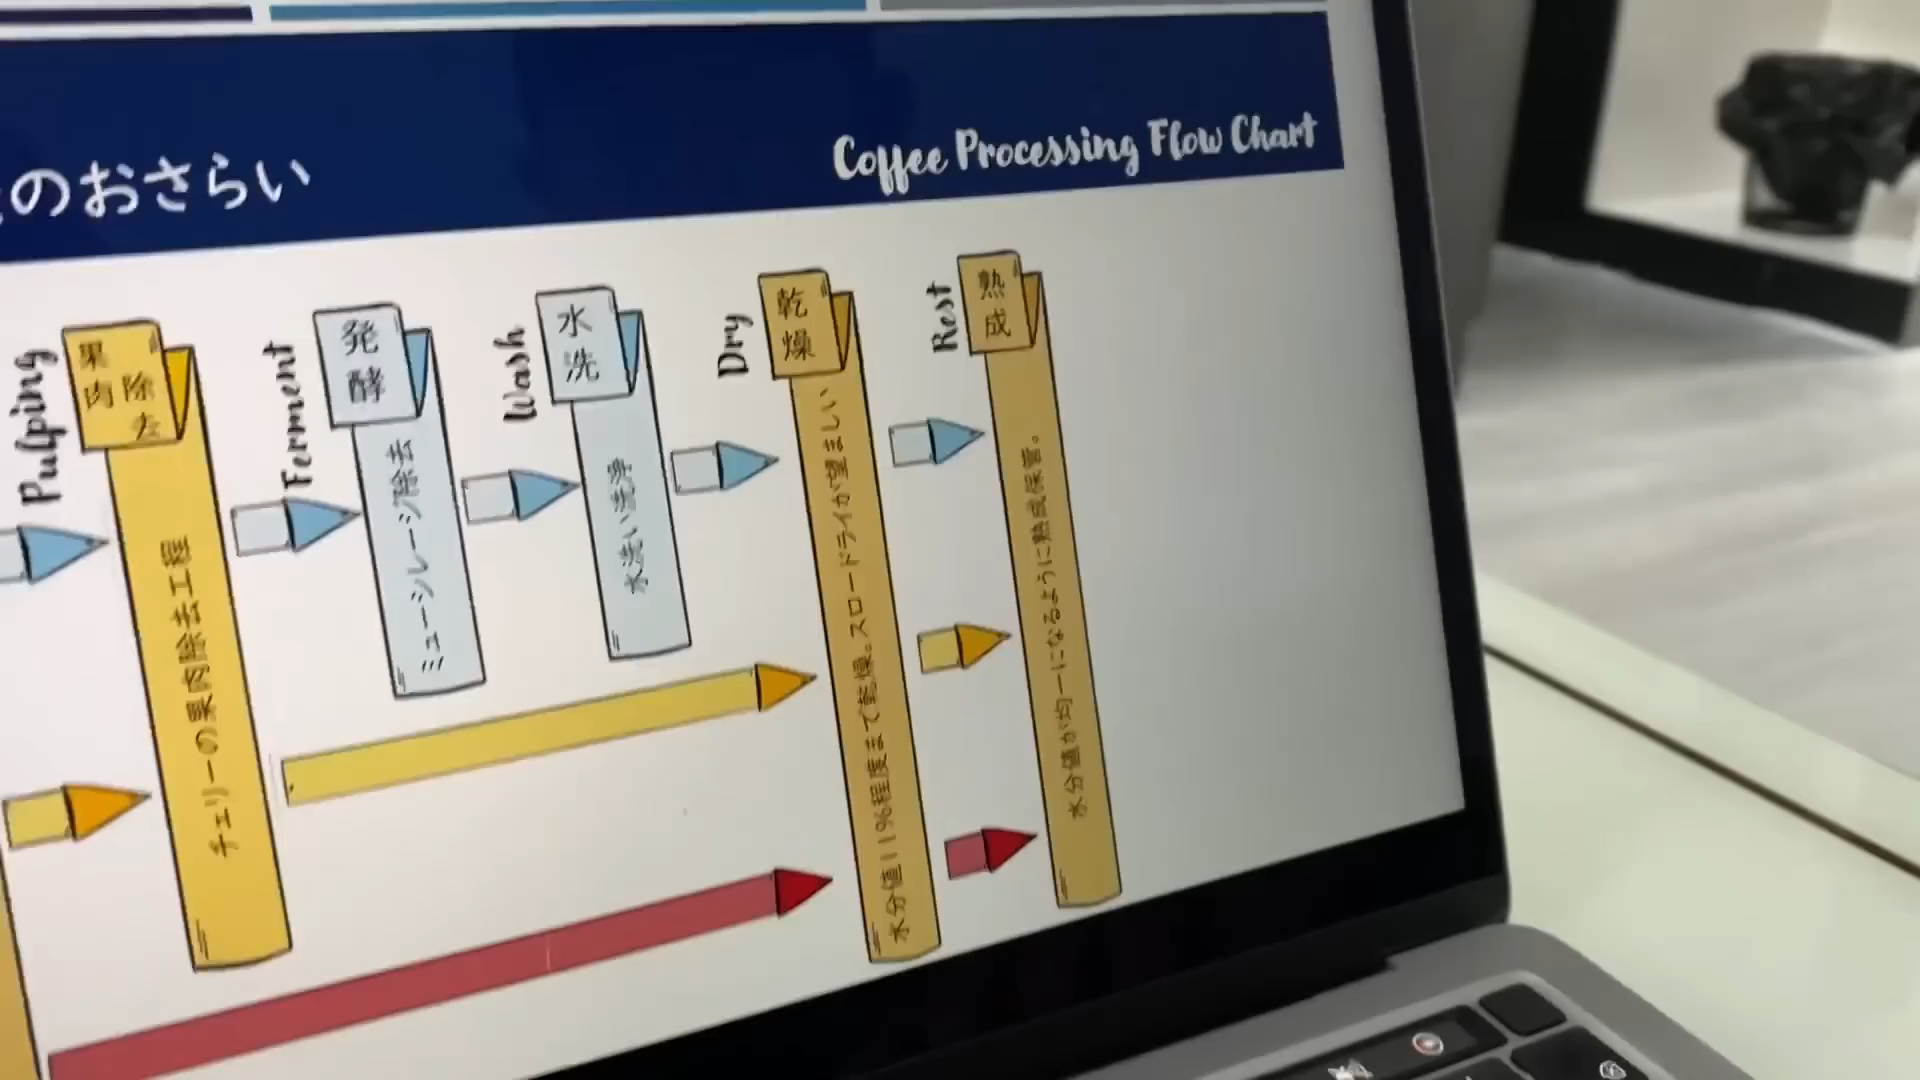 のおさらい
Coffee Processing Flow Chart
Pulping
果肉
除去
チェリーの果肉除去工程
Ferment
発酵
ミューシレージ除去
Wash
水洗
水洗い洗浄
Dry
乾燥
水分値11%程度まで乾燥。スロードライが望ましい
Rest
熟成
水分値が均一になるように熟成保管。